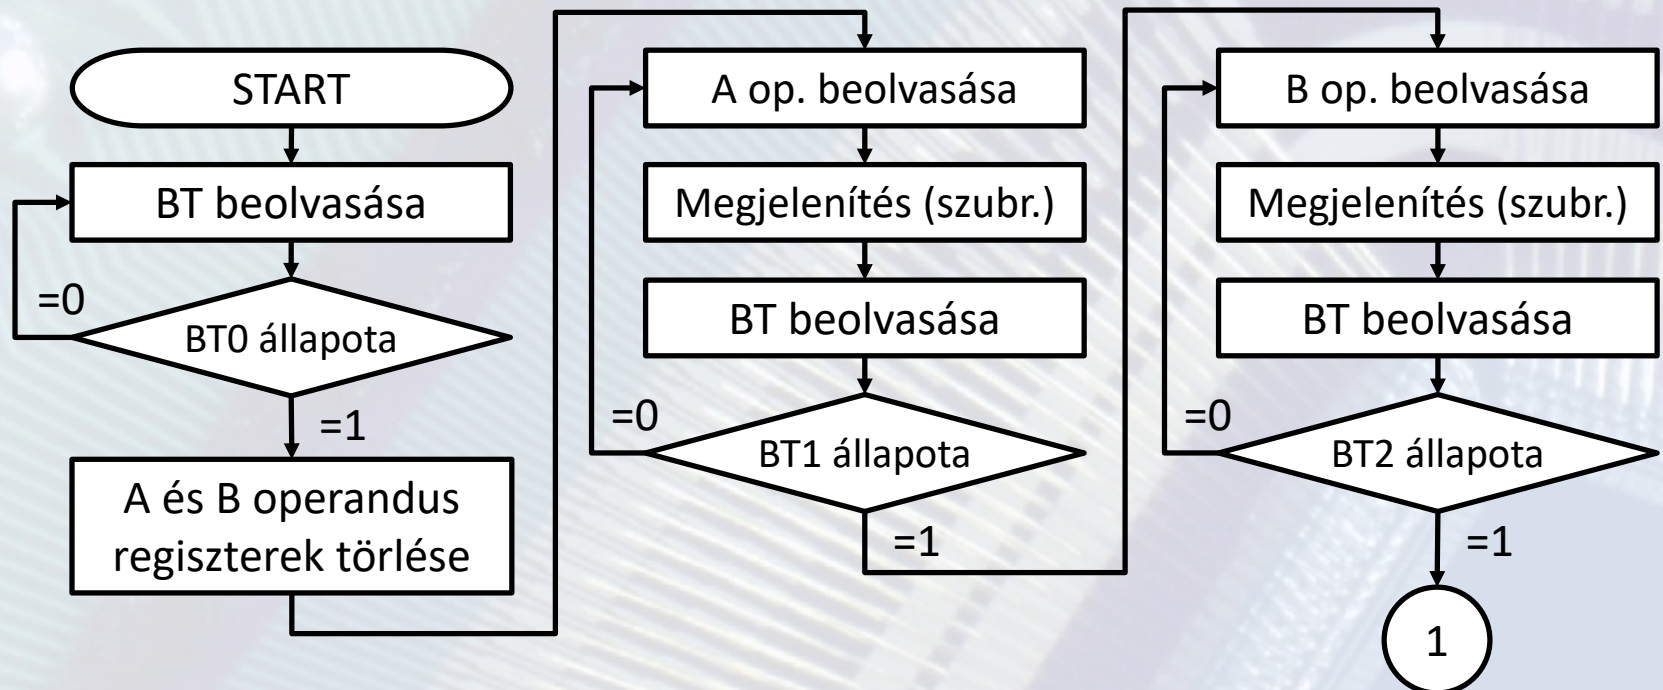 START
BT beolvasása
=0
BT0 állapota
=1
A és B operandus
regiszterek törlése
A op. beolvasása
Megjelenítés (szubr.)
BT beolvasása
=0
BT1 állapota
=1
B op. beolvasása
Megjelenítés (szubr.)
BT beolvasása
=0
BT2 állapota
=1
1